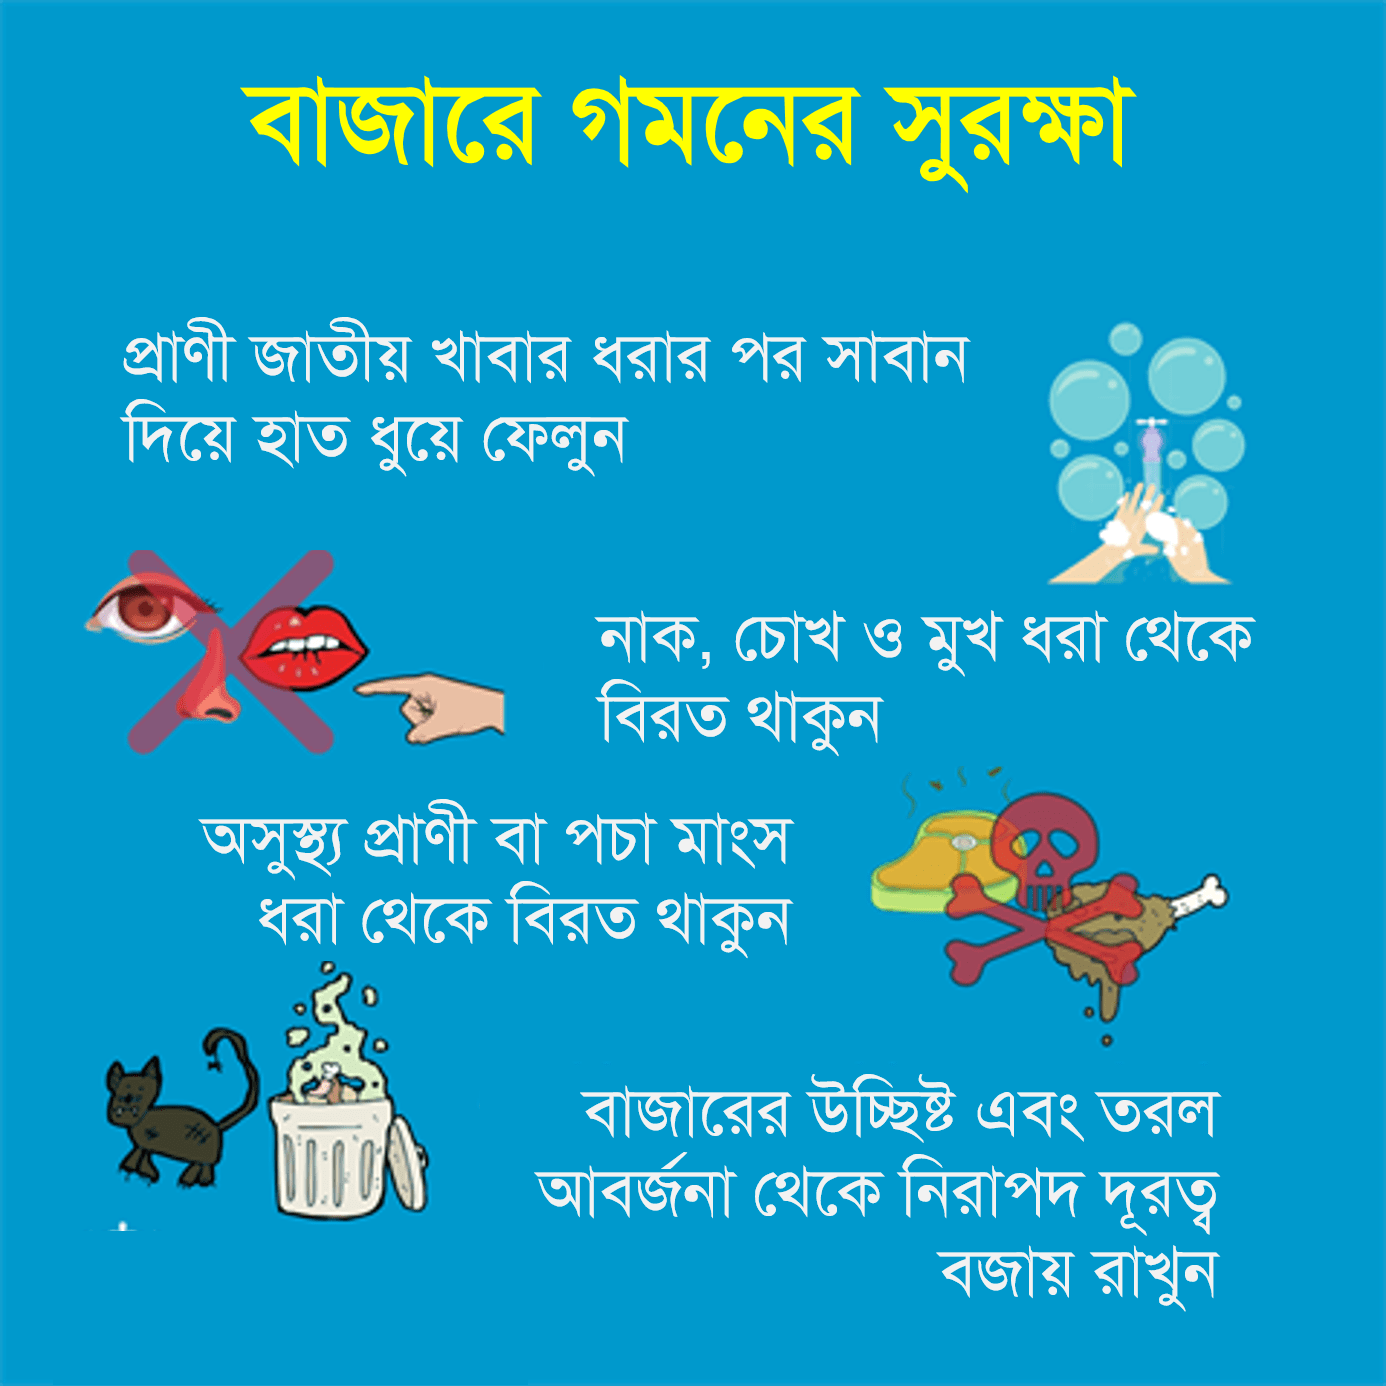 বাজারে গমনের সুরক্ষা
প্রাণী জাতীয় খাবার ধরার পর সাবান
দিয়ে হাত ধুয়ে ফেলুন
নাক, চোখ ও মুখ ধরা থেকে
বিরত থাকুন
অসুস্থ্য প্রাণী বা পচা মাংস
ধরা থেকে বিরত থাকুন
বাজারের উচ্ছিষ্ট এবং তরল
আবর্জনা থেকে নিরাপদ দূরত্ব
বজায় রাখুন